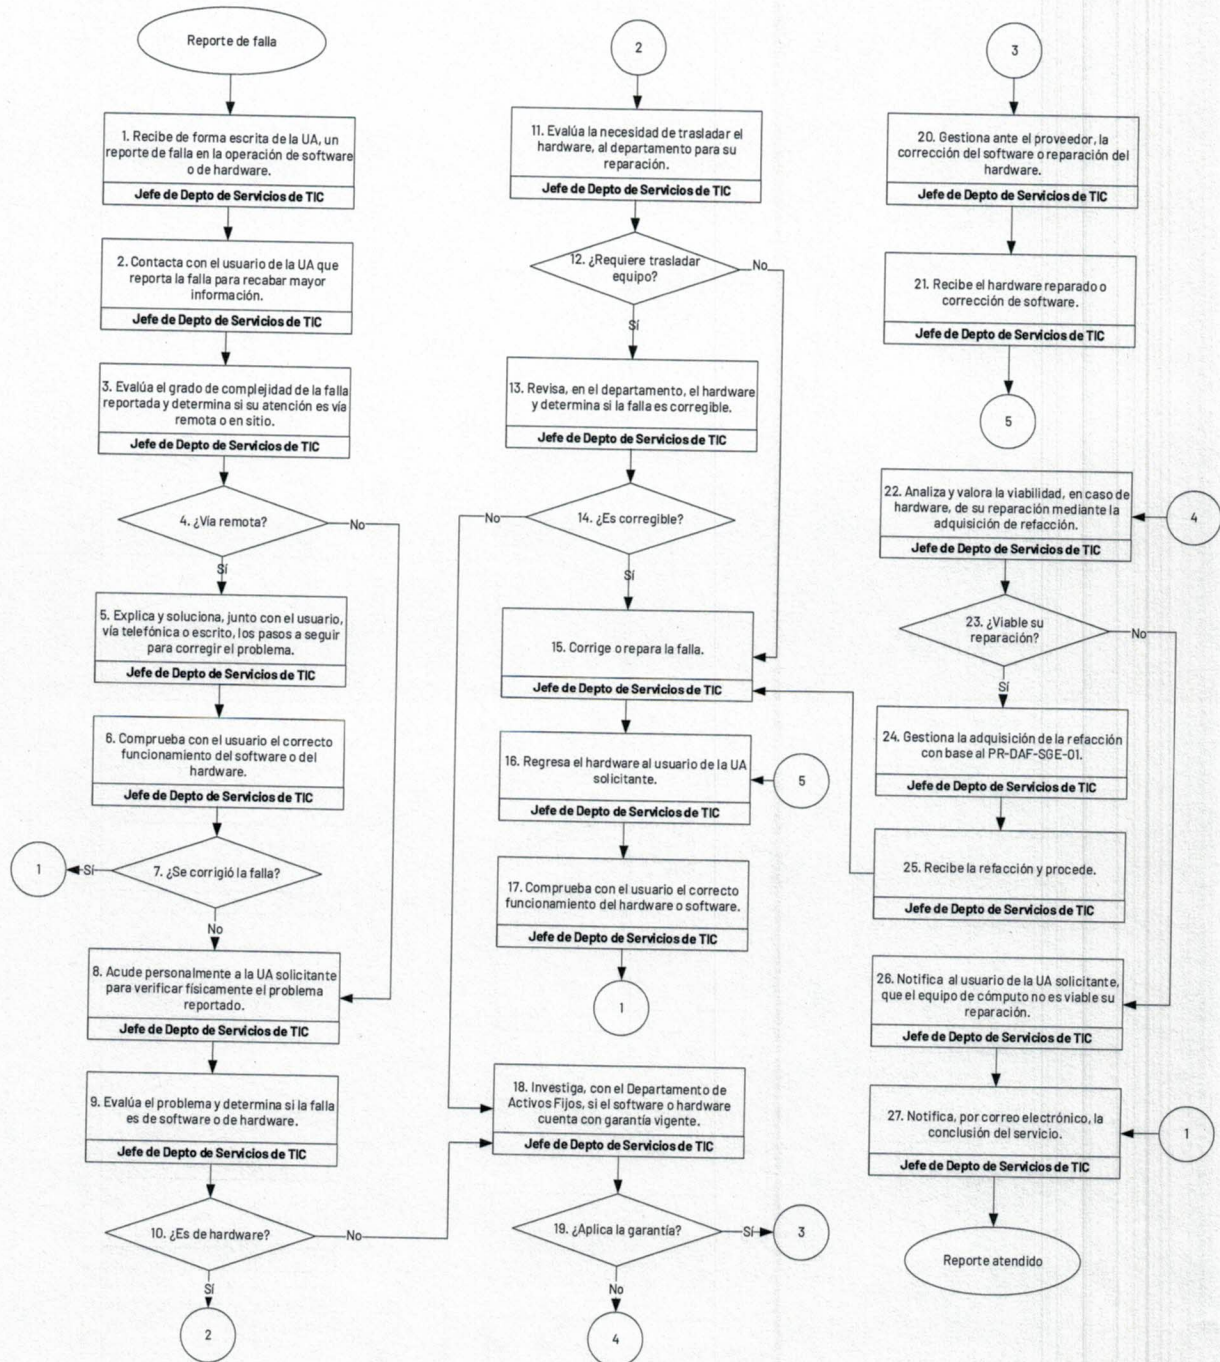 Reporte de falla
1. Recibe de forma escrita de la UA, un
reporte de falla en la operación de software
o de hardware.
Jefe de Depto de Servicios de TIC
2. Contacta con el usuario de la UA que
reporta la falla para recabar mayor
información.
Jefe de Depto de Servicios de TIC
3. Evalúa el grado de complejidad de la falla
reportada y determina si su atención es vía
remota o en sitio.
Jefe de Depto de Servicios de TIC
4. ¿Vía remota?
No
Sí
5. Explica y soluciona, junto con el usuario,
vía telefónica o escrito, los pasos a seguir
para corregir el problema.
Jefe de Depto de Servicios de TIC
6. Comprueba con el usuario el correcto
funcionamiento del software o del
hardware.
Jefe de Depto de Servicios de TIC
1
Sí
7. ¿Se corrigió la falla?
No
8. Acude personalmente a la UA solicitante
para verificar físicamente el problema
reportado.
Jefe de Depto de Servicios de TIC
9. Evalúa el problema y determina si la falla
es de software o de hardware.
Jefe de Depto de Servicios de TIC
10. ¿Es de hardware?
No
Sí
2
2
11. Evalúa la necesidad de trasladar el
hardware, al departamento para su
reparación.
Jefe de Depto de Servicios de TIC
12. ¿Requiere trasladar
equipo?
No
Sí
13. Revisa, en el departamento, el hardware
y determina si la falla es corregible.
Jefe de Depto de Servicios de TIC
No
14. ¿Es corregible?
Sí
15. Corrige o repara la falla.
Jefe de Depto de Servicios de TIC
16. Regresa el hardware al usuario de la UA
solicitante.
Jefe de Depto de Servicios de TIC
5
17. Comprueba con el usuario el correcto
funcionamiento del hardware o software.
Jefe de Depto de Servicios de TIC
1
18. Investiga, con el Departamento de
Activos Fijos, si el software o hardware
cuenta con garantía vigente.
Jefe de Depto de Servicios de TIC
19. ¿Aplica la garantía?
Sí
3
No
4
3
20. Gestiona ante el proveedor, la
corrección del software o reparación del
hardware.
Jefe de Depto de Servicios de TIC
21. Recibe el hardware reparado o
corrección de software.
Jefe de Depto de Servicios de TIC
5
22. Analiza y valora la viabilidad, en caso de
hardware, de su reparación mediante la
adquisición de refacción.
Jefe de Depto de Servicios de TIC
4
23. ¿Viable su
reparación?
No
Sí
24. Gestiona la adquisición de la refacción
con base al PR-DAF-SGE-01.
Jefe de Depto de Servicios de TIC
25. Recibe la refacción y procede.
Jefe de Depto de Servicios de TIC
26. Notifica al usuario de la UA solicitante,
que el equipo de cómputo no es viable su
reparación.
Jefe de Depto de Servicios de TIC
27. Notifica, por correo electrónico, la
conclusión del servicio.
Jefe de Depto de Servicios de TIC
1
Reporte atendido